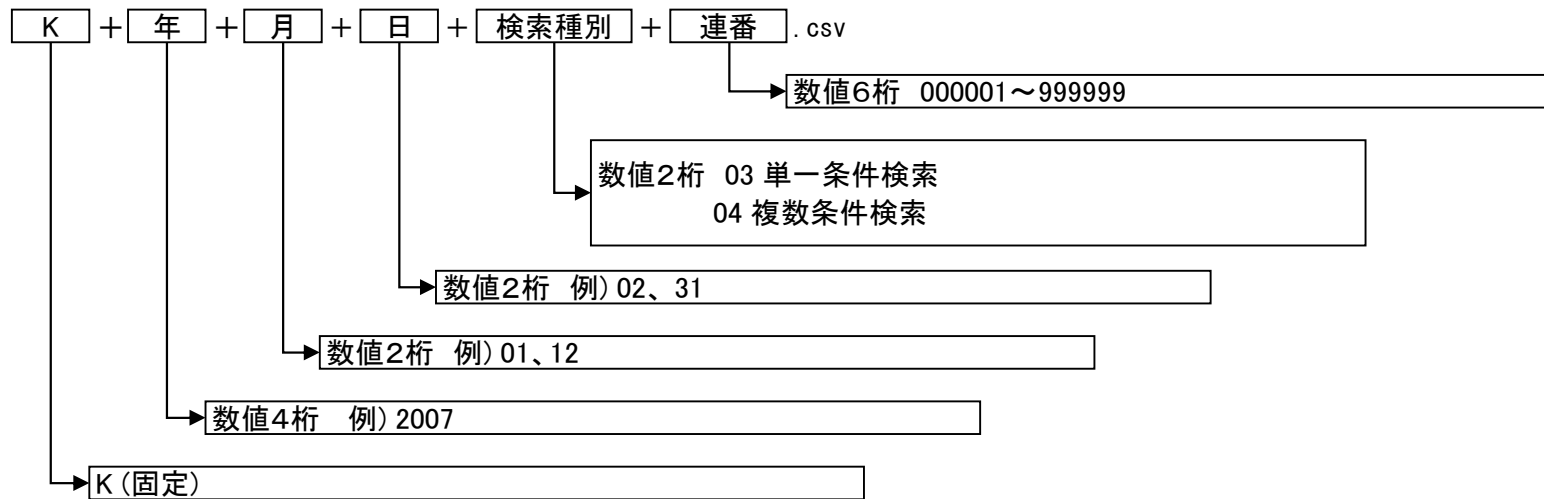 K+年+月+日+検索種別+連番.csv
数値6桁 000001～999999
数値2桁 03 単一条件検索
04 複数条件検索
数値2桁 例)02、31
数値2桁 例)01、12
数値4桁 例)2007
K(固定)